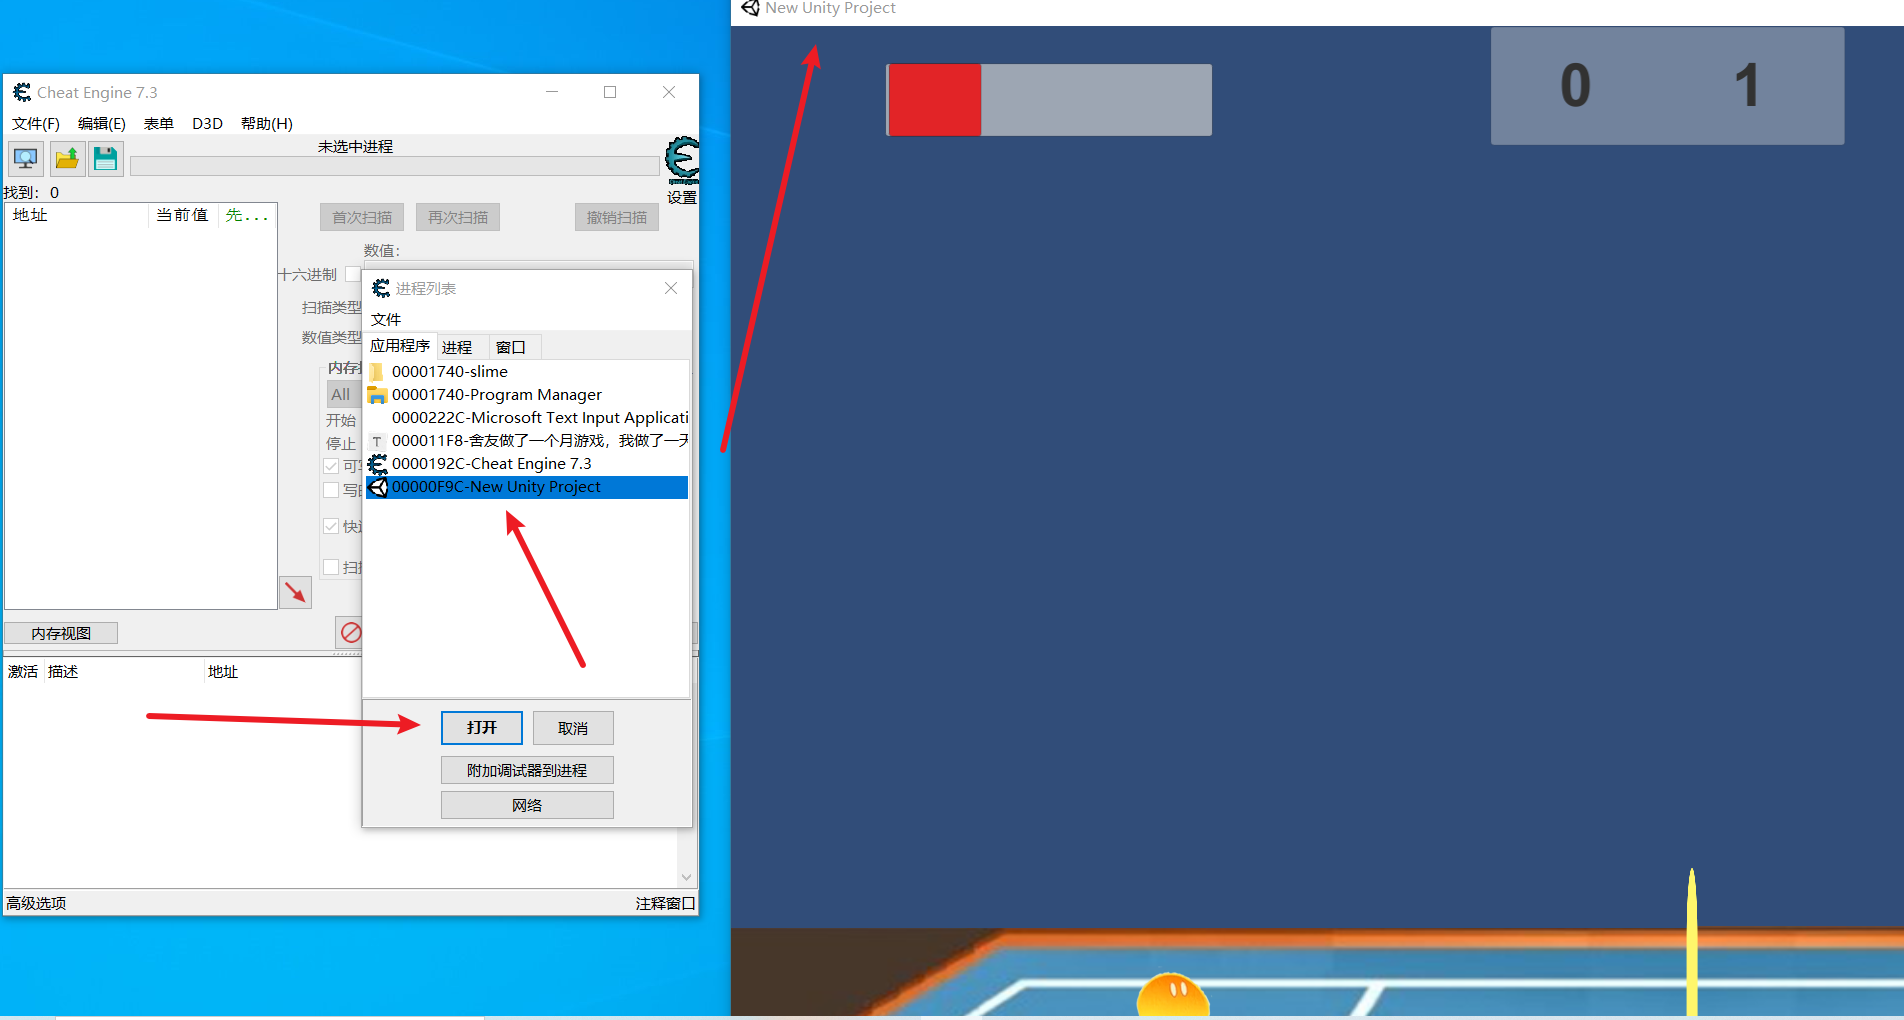 New Unity Project
0 1
Cheat Engine 7.3
文件(F) 编辑(E) 表单 D3D 帮助(H)
未选中进程
设置
找到: 0
地址 当前值 先...
首次扫描 再次扫描 撤销扫描
数值:
十六进制
扫描类型
数值类型
All
开始
停止
内存视图
激活 描述 地址
高级选项 注释窗口
进程列表
文件
应用程序 进程 窗口
00001740-slime
00001740-Program Manager
0000222C-Microsoft Text Input Applicati
000011F8-舍友做了一个月游戏，我做了一天
0000192C-Cheat Engine 7.3
00000F9C-New Unity Project
打开 取消
附加调试器到进程
网络